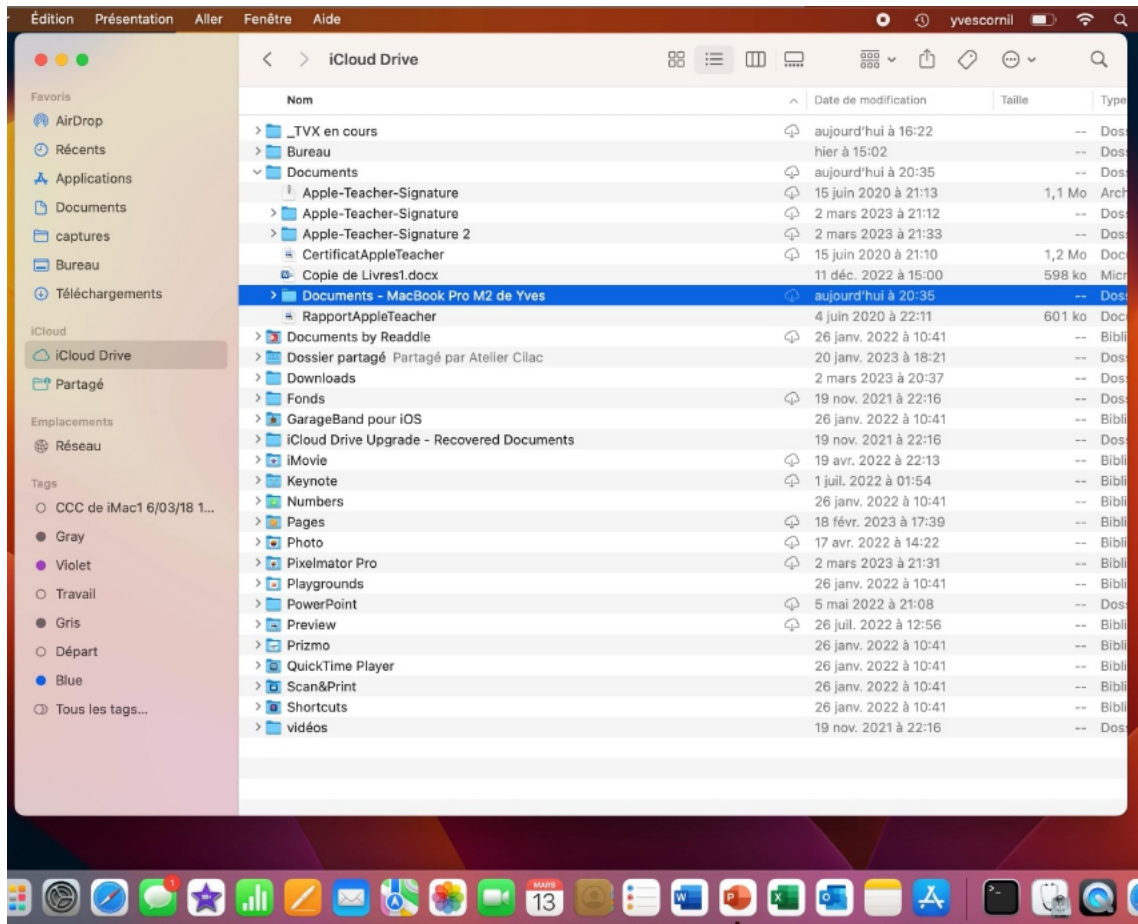 Édition Présentation Aller Fenêtre Aide yvescornil
iCloud Drive
Favoris
AirDrop
Récents
Applications
Documents
captures
Bureau
Téléchargements
iCloud
iCloud Drive
Partagé
Emplacements
Réseau
Tags
CCC de iMac1 6/03/18 1...
Gray
Violet
Travail
Gris
Départ
Blue
Tous les tags...
Nom Date de modification Taille Type
_TVX en cours aujourd'hui à 16:22 -- Doss
Bureau hier à 15:02 -- Doss
Documents aujourd'hui à 20:35 -- Doss
Apple-Teacher-Signature 15 juin 2020 à 21:13 1,1 Mo Arch
Apple-Teacher-Signature 2 mars 2023 à 21:12 -- Doss
Apple-Teacher-Signature 2 2 mars 2023 à 21:33 -- Doss
CertificatAppleTeacher 15 juin 2020 à 21:10 1,2 Mo Doc
Copie de Livres1.docx 11 déc. 2022 à 15:00 598 ko Micr
Documents - MacBook Pro M2 de Yves aujourd'hui à 20:35 -- Doss
RapportAppleTeacher 4 juin 2020 à 22:11 601 ko Doc
Documents by Readdle 26 janv. 2022 à 10:41 -- Bibli
Dossier partagé Partagé par Atelier Cilac 20 janv. 2023 à 18:21 -- Doss
Downloads 2 mars 2023 à 20:37 -- Doss
Fonds 19 nov. 2021 à 22:16 -- Doss
GarageBand pour iOS 26 janv. 2022 à 10:41 -- Bibli
iCloud Drive Upgrade - Recovered Documents 19 nov. 2021 à 22:16 -- Doss
iMovie 19 avr. 2022 à 22:13 -- Bibli
Keynote 1 juil. 2022 à 01:54 -- Bibli
Numbers 26 janv. 2022 à 10:41 -- Bibli
Pages 18 févr. 2023 à 17:39 -- Bibli
Photo 17 avr. 2022 à 14:22 -- Bibli
Pixelmator Pro 2 mars 2023 à 21:31 -- Bibli
Playgrounds 26 janv. 2022 à 10:41 -- Bibli
PowerPoint 5 mai 2022 à 21:08 -- Doss
Preview 26 juil. 2022 à 12:56 -- Bibli
Prizmo 26 janv. 2022 à 10:41 -- Bibli
QuickTime Player 26 janv. 2022 à 10:41 -- Bibli
Scan&Print 26 janv. 2022 à 10:41 -- Bibli
Shortcuts 26 janv. 2022 à 10:41 -- Bibli
vidéos 19 nov. 2021 à 22:16 -- Doss
1
MARS
13